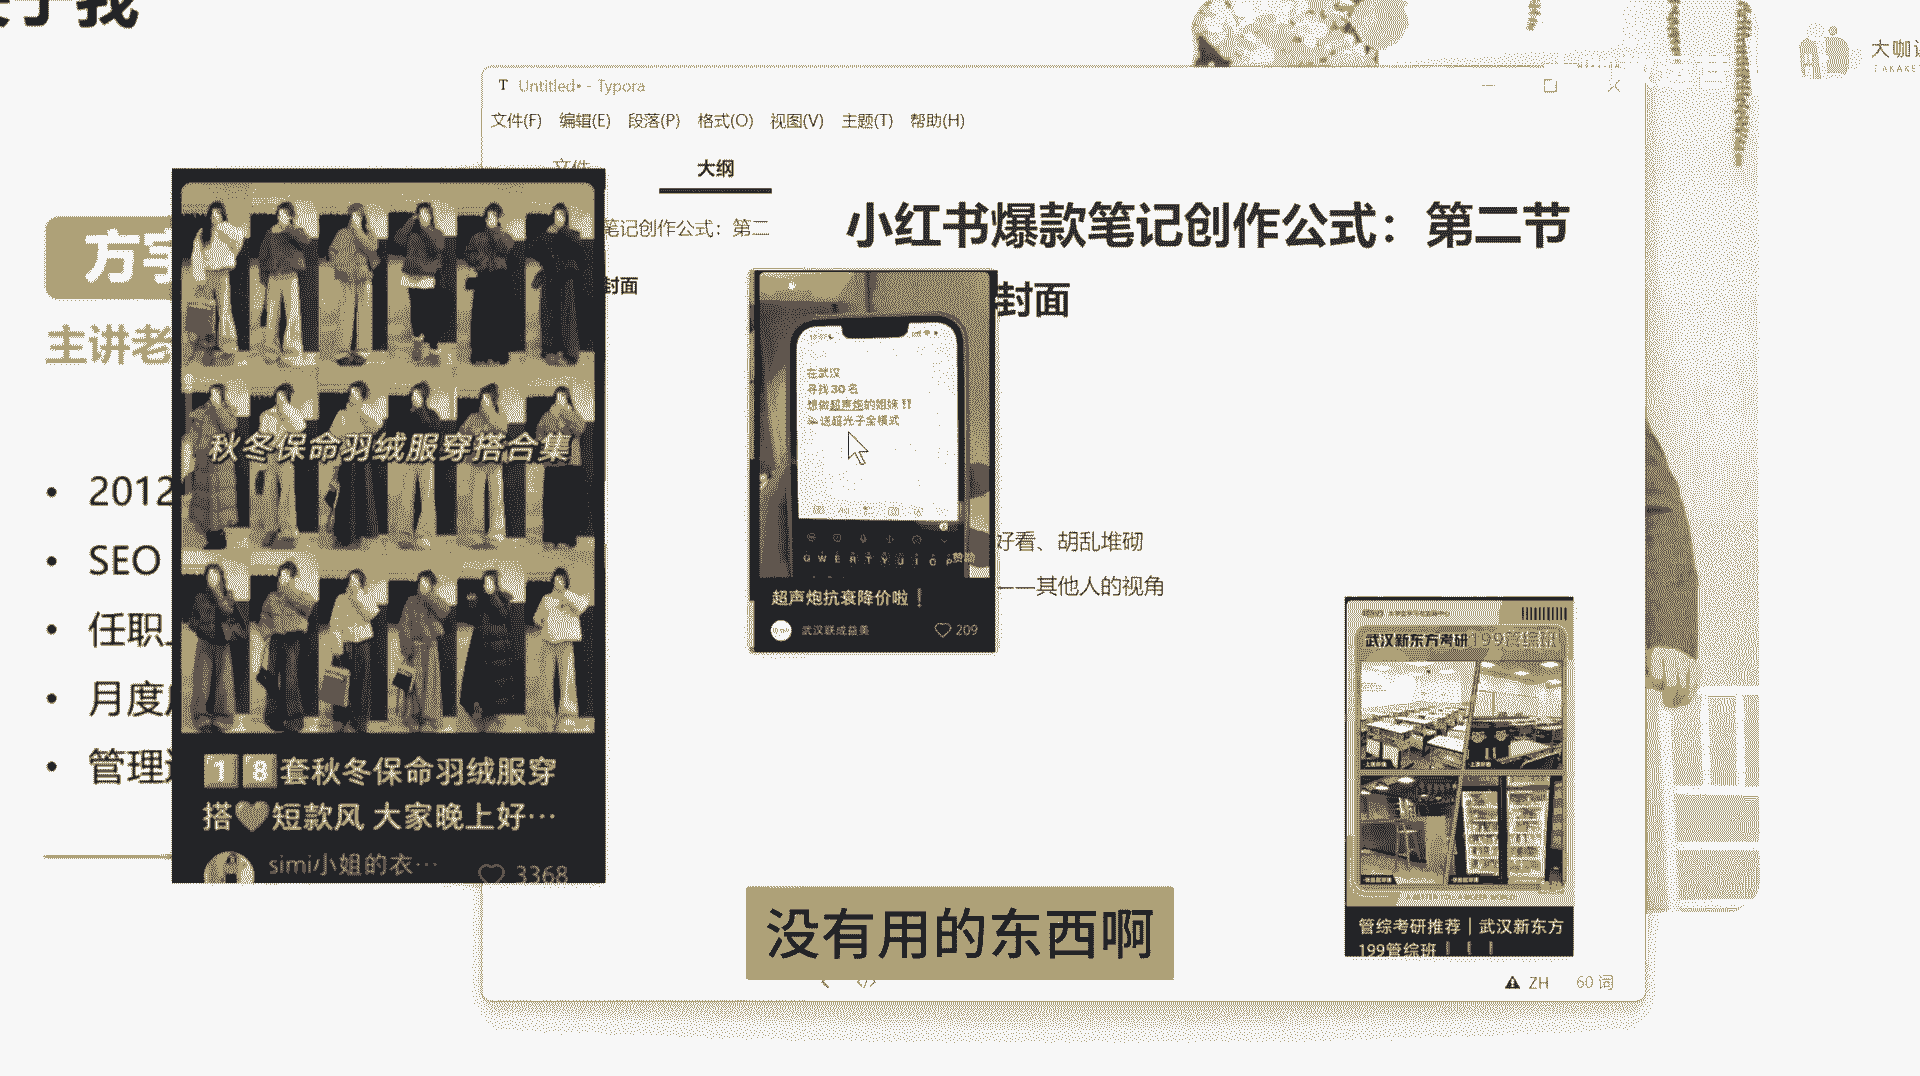 大咖
T Untitled• - Typora
文件(F) 编辑(E) 段落(P) 格式(O) 视图(V) 主题(T) 帮助(H)
文件
大纲
笔记创作公式：第二
封面
小红书爆款笔记创作公式：第二节
封面
主讲老
• 2012
• SEO
• 任职
• 月度
• 管理
秋冬保命羽绒服穿搭合集
18套秋冬保命羽绒服穿
搭🖤短款风 大家晚上好…
simi小姐的衣…
3368
在武汉
寻找 30 名
想做超声炮的姐妹 ‼
送超光子全模式
Q W E R T Y U I O P
赞助
超声炮抗衰降价啦！
武汉联成益美
209
好看、胡乱堆砌
——其他人的视角
武汉新东方考研199管综班
管综考研推荐｜武汉新东方
199管综班！！！
没有用的东西啊
ZH 60 词